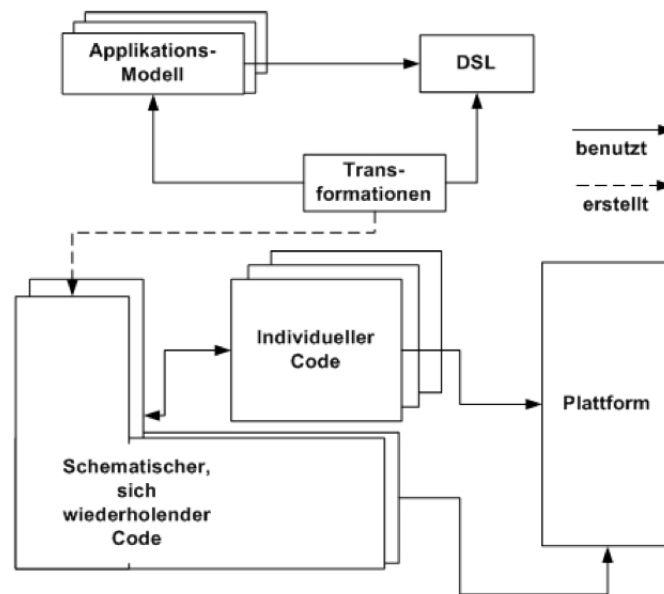 Applikations-
Modell
DSL
benutzt
Trans-
formationen
erstellt
Individueller
Code
Plattform
Schematischer,
sich
wiederholender
Code